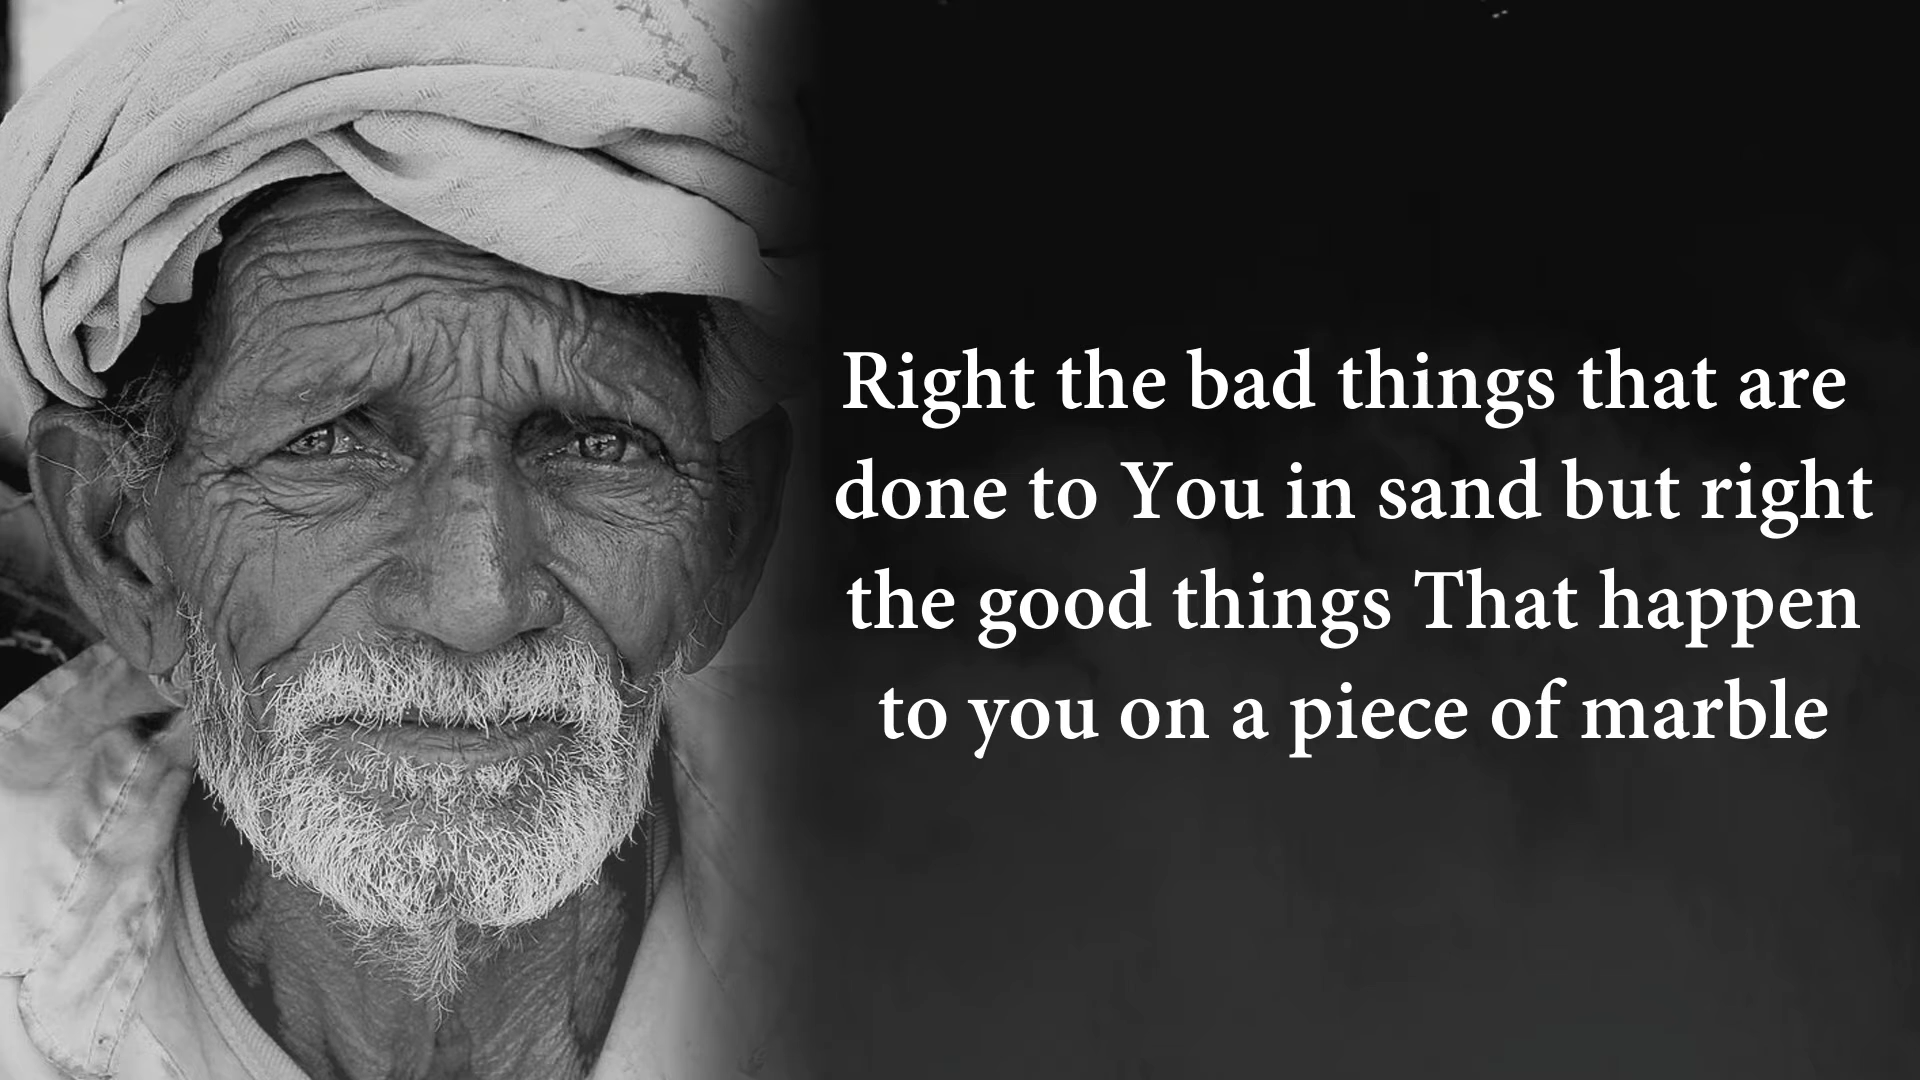 Right the bad things that are
done to You in sand but right
the good things That happen
to you on a piece of marble